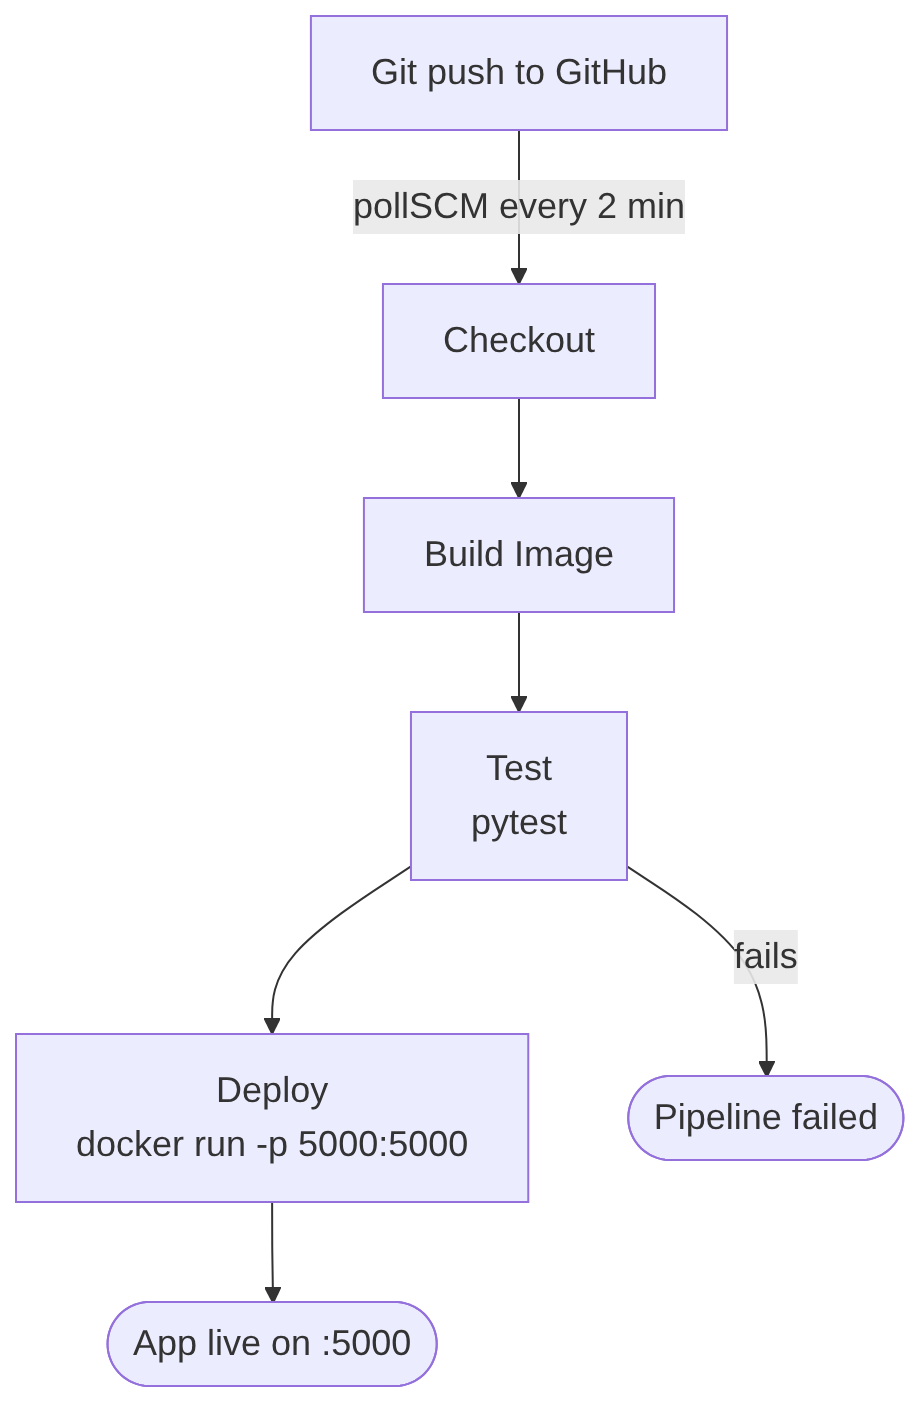 Git push to GitHub
pollSCM every 2 min
Checkout
Build Image
Test
pytest
fails
Deploy
docker run -p 5000:5000
Pipeline failed
App live on :5000